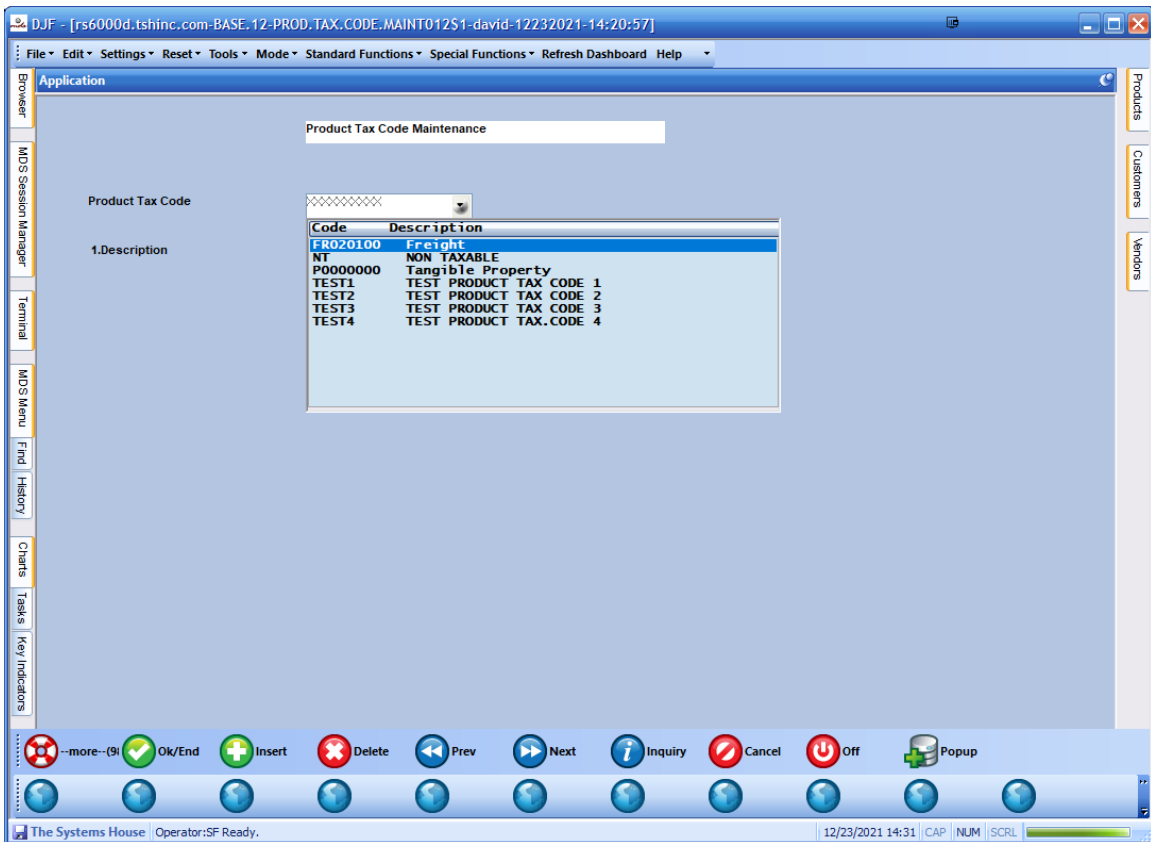 DJF - [rs6000d.tshinc.com-BASE.12-PROD.TAX.CODE.MAINT012S1-david-12232021-14:20:57]
File Edit Settings Reset Tools Mode Standard Functions Special Functions Refresh Dashboard Help
Application
Browser
MDS Session Manager
Terminal
MDS Menu
Find
History
Charts
Tasks
Key Indicators
Product Tax Code Maintenance
Product Tax Code XXXXXXXXXX
1.Description
Code Description
FR020100 Freight
NT NON TAXABLE
P0000000 Tangible Property
TEST1 TEST PRODUCT TAX CODE 1
TEST2 TEST PRODUCT TAX CODE 2
TEST3 TEST PRODUCT TAX CODE 3
TEST4 TEST PRODUCT TAX.CODE 4
Products
Customers
Vendors
--more--(98 Ok/End Insert Delete Prev Next Inquiry Cancel Off Popup
The Systems House Operator:SF Ready. 12/23/2021 14:31 CAP NUM SCRL